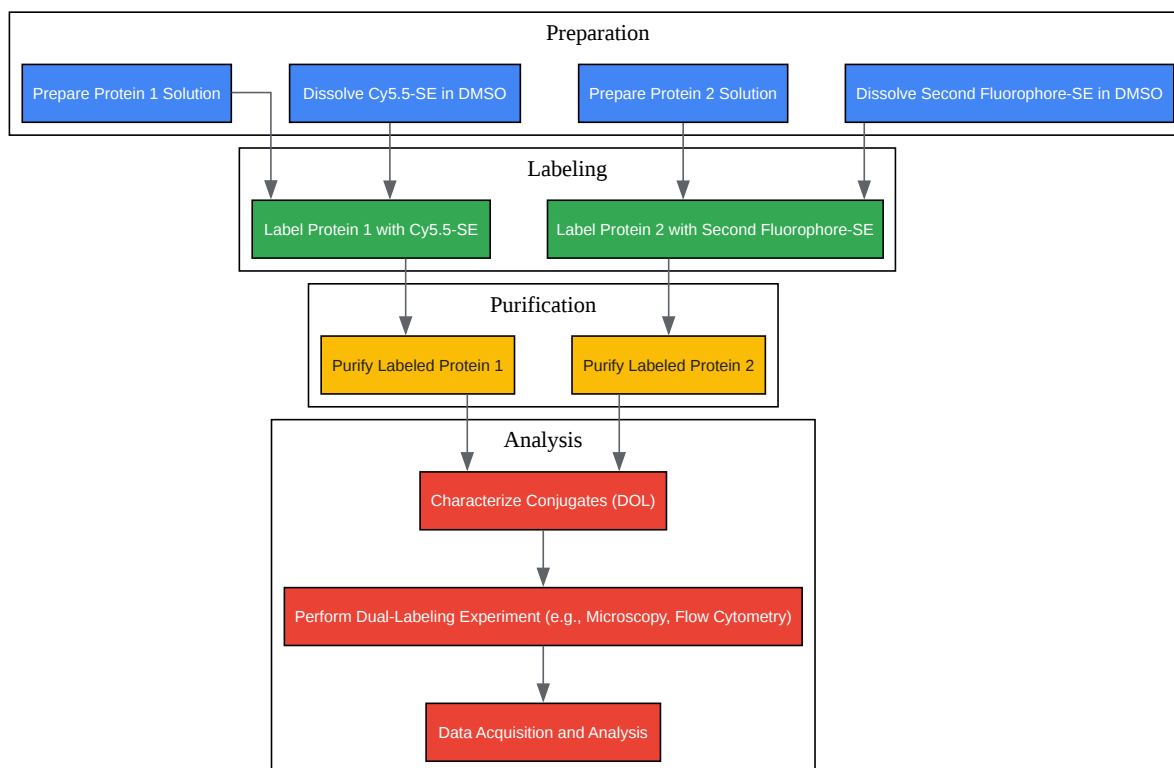 Preparation
Prepare Protein 1 Solution
Dissolve Cy5.5-SE in DMSO
Prepare Protein 2 Solution
Dissolve Second Fluorophore-SE in DMSO
Labeling
Label Protein 1 with Cy5.5-SE
Label Protein 2 with Second Fluorophore-SE
Purification
Purify Labeled Protein 1
Purify Labeled Protein 2
Analysis
Characterize Conjugates (DOL)
Perform Dual-Labeling Experiment (e.g., Microscopy, Flow Cytometry)
Data Acquisition and Analysis